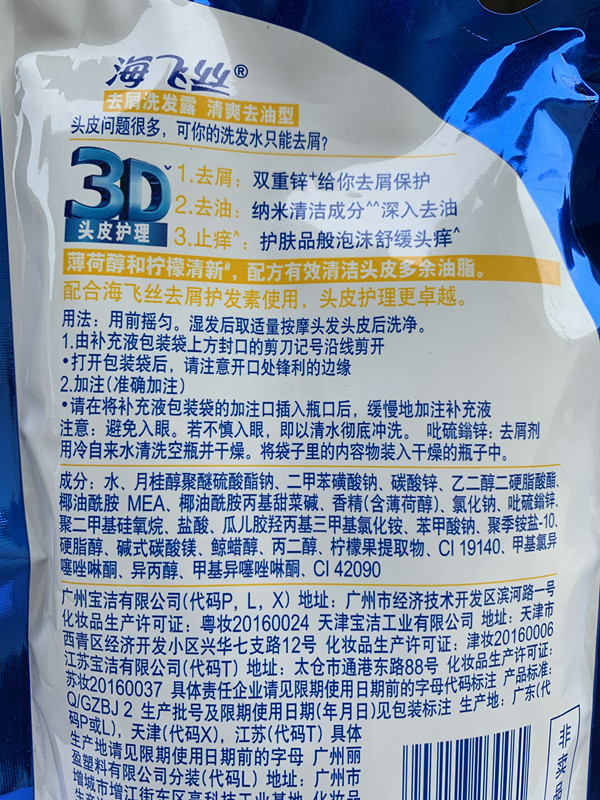 海飞丝®
去屑洗发露 清爽去油型
头皮问题很多，可你的洗发水只能去屑？
3D
头皮护理
1.去屑：双重锌+给你去屑保护
2.去油：纳米清洁成分^^深入去油
3.止痒^：护肤品般泡沫舒缓头痒^
薄荷醇和柠檬清新#，配方有效清洁头皮多余油脂。
配合海飞丝去屑护发素使用，头皮护理更卓越。
用法：用前摇匀。湿发后取适量按摩头发头皮后洗净。
1.由补充液包装袋上方封口的剪刀记号沿线剪开
•打开包装袋后，请注意开口处锋利的边缘
2.加注(准确加注)
•请在将补充液包装袋的加注口插入瓶口后，缓慢地加注补充液
注意：避免入眼。若不慎入眼，即以清水彻底冲洗。 吡硫鎓锌：去屑剂
用冷自来水清洗空瓶并干燥。将袋子里的内容物装入干燥的瓶子中。
成分：水、月桂醇聚醚硫酸酯钠、二甲苯磺酸钠、碳酸锌、乙二醇二硬脂酸酯、
椰油酰胺 MEA、椰油酰胺丙基甜菜碱、香精(含薄荷醇)、氯化钠、吡硫鎓锌、
聚二甲基硅氧烷、盐酸、瓜儿胶羟丙基三甲基氯化铵、苯甲酸钠、聚季铵盐-10、
硬脂醇、碱式碳酸镁、鲸蜡醇、丙二醇、柠檬果提取物、CI 19140、甲基氯异
噻唑啉酮、异丙醇、甲基异噻唑啉酮、CI 42090
广州宝洁有限公司(代码P，L，X) 地址：广州市经济技术开发区滨河路一号
化妆品生产许可证：粤妆20160024 天津宝洁工业有限公司 地址：天津市
西青区经济开发小区兴华七支路12号 化妆品生产许可证：津妆20160006
江苏宝洁有限公司(代码T) 地址：太仓市通港东路88号 化妆品生产许可证：
苏妆20160037 具体责任企业请见限期使用日期前的字母代码标注 产品标准：
Q/GZBJ 2 生产批号及限期使用日期(年月日)见包装标注 生产地：广东(代
码P或L)，天津(代码X)，江苏(代码T) 具体
生产地请见限期使用日期前的字母 广州丽
盈塑料有限公司分装(代码L) 地址：广州市
增城市增江街东区高科技工业基地 化妆品
非卖